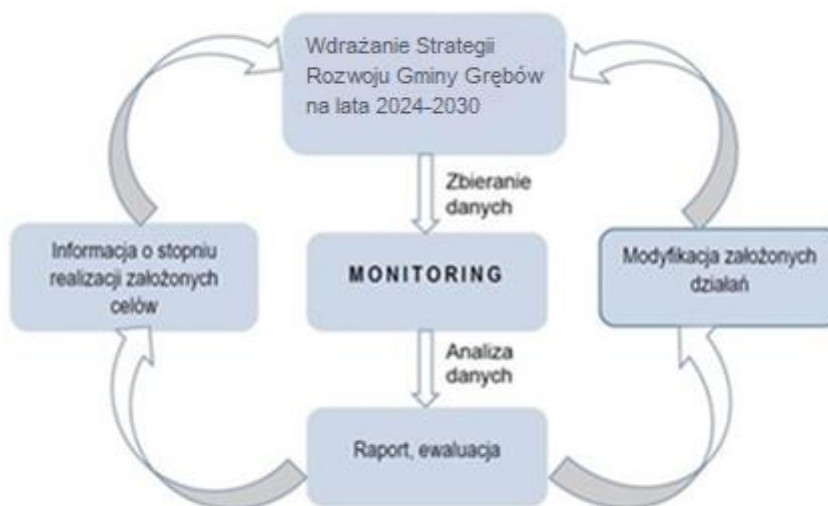 Wdrażanie Strategii
Rozwoju Gminy Grębów
na lata 2024-2030
Zbieranie
danych
Informacja o stopniu
realizacji założonych
celów
MONITORING
Modyfikacja założonych
działań
Analiza
danych
Raport, ewaluacja